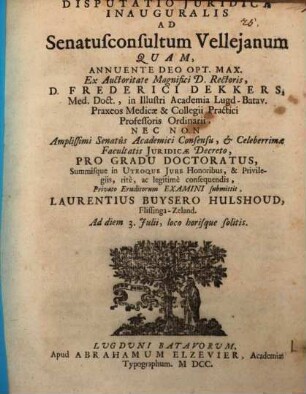 DISPUTATIO JURIDICA
INAUGURALIS
AD
Senatusconsultum Vellejanum
QUAM,
ANNUENTE DEO OPT. MAX.
Ex Auctoritate Magnifici D. Rectoris,
D. FREDERICI DEKKERS,
Med. Doct., in Illustri Academia Lugd-Batav.
Praxeos Medicæ & Collegii Practici
Professoris Ordinarii,
NEC NON
Amplissimi Senatûs Academici Consensu, & Celeberrimæ
Facultatis JURIDICÆ Decreto,
PRO GRADU DOCTORATUS,
Summisque in UTROQUE JURE Honoribus, & Privile-
giis, ritè, ac legitimè consequendis,
Privato Eruditorum EXAMINI submittit
LAURENTIUS BUYSERO HULSHOUD,
Flissinga-Zeland.
Ad diem 3. Julii, loco horisque solitis.
LUGDUNI BATAVORUM,
Apud ABRAHAMUM ELZEVIER, Academiæ
Typographum. M DCC.